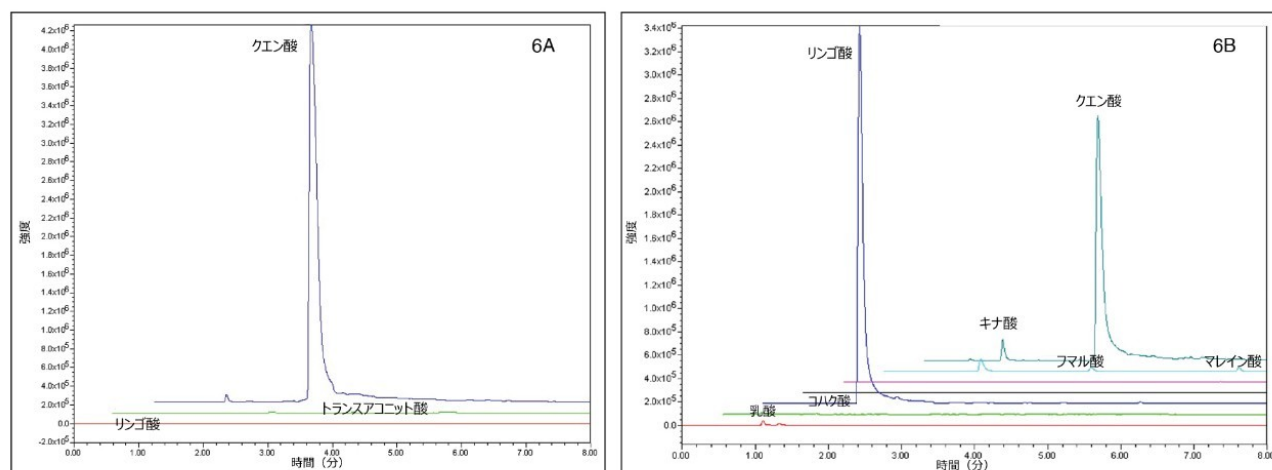 6A
クエン酸
トランスアコニット酸
リンゴ酸
強度
4.2x10⁶
4.0x10⁶
3.8x10⁶
3.6x10⁶
3.4x10⁶
3.2x10⁶
3.0x10⁶
2.8x10⁶
2.6x10⁶
2.4x10⁶
2.2x10⁶
2.0x10⁶
1.8x10⁶
1.6x10⁶
1.4x10⁶
1.2x10⁶
1.0x10⁶
8.0x10⁵
6.0x10⁵
4.0x10⁵
2.0x10⁵
0.0
-2.0x10⁵
0.00 1.00 2.00 3.00 4.00 5.00 6.00 7.00 8.00
時間（分）
6B
リンゴ酸
クエン酸
キナ酸
フマル酸
マレイン酸
コハク酸
乳酸
強度
3.4x10⁶
3.2x10⁶
3.0x10⁶
2.8x10⁶
2.6x10⁶
2.4x10⁶
2.2x10⁶
2.0x10⁶
1.8x10⁶
1.6x10⁶
1.4x10⁶
1.2x10⁶
1.0x10⁶
8.0x10⁵
6.0x10⁵
4.0x10⁵
2.0x10⁵
0.0
0.00 1.00 2.00 3.00 4.00 5.00 6.00 7.00 8.00
時間（分）